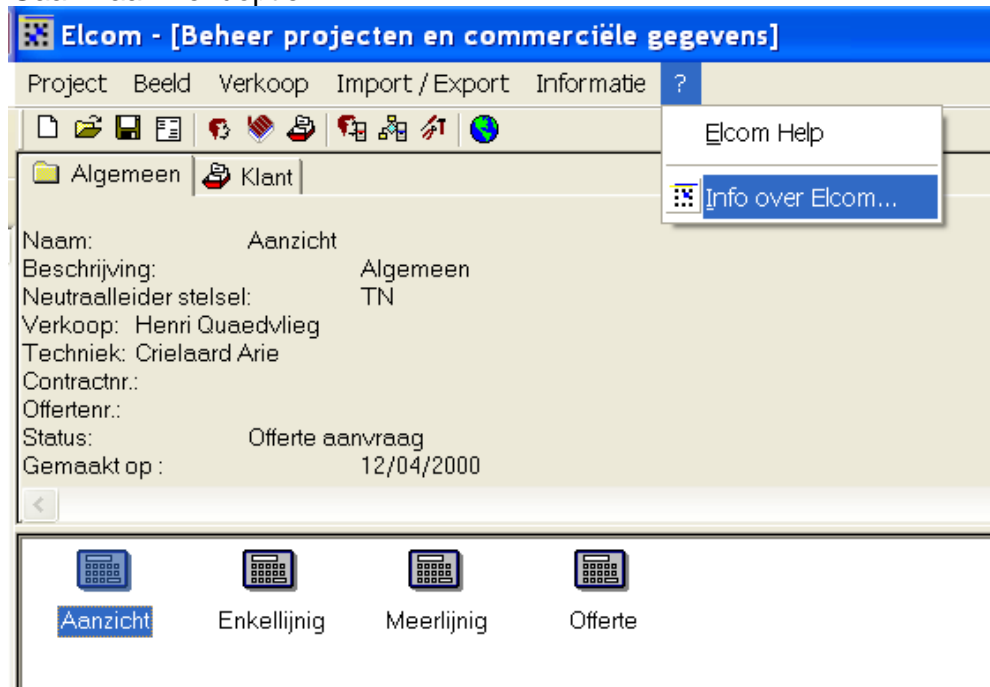 Elcom - [Beheer projecten en commerciële gegevens]
Project Beeld Verkoop Import / Export Informatie ?
Elcom Help
Info over Elcom...
Algemeen Klant
Naam: Aanzicht
Beschrijving: Algemeen
Neutraalleider stelsel: TN
Verkoop: Henri Quaedvlieg
Techniek: Crielaard Arie
Contractnr.:
Offertenr.:
Status: Offerte aanvraag
Gemaakt op : 12/04/2000
Aanzicht Enkellijnig Meerlijnig Offerte